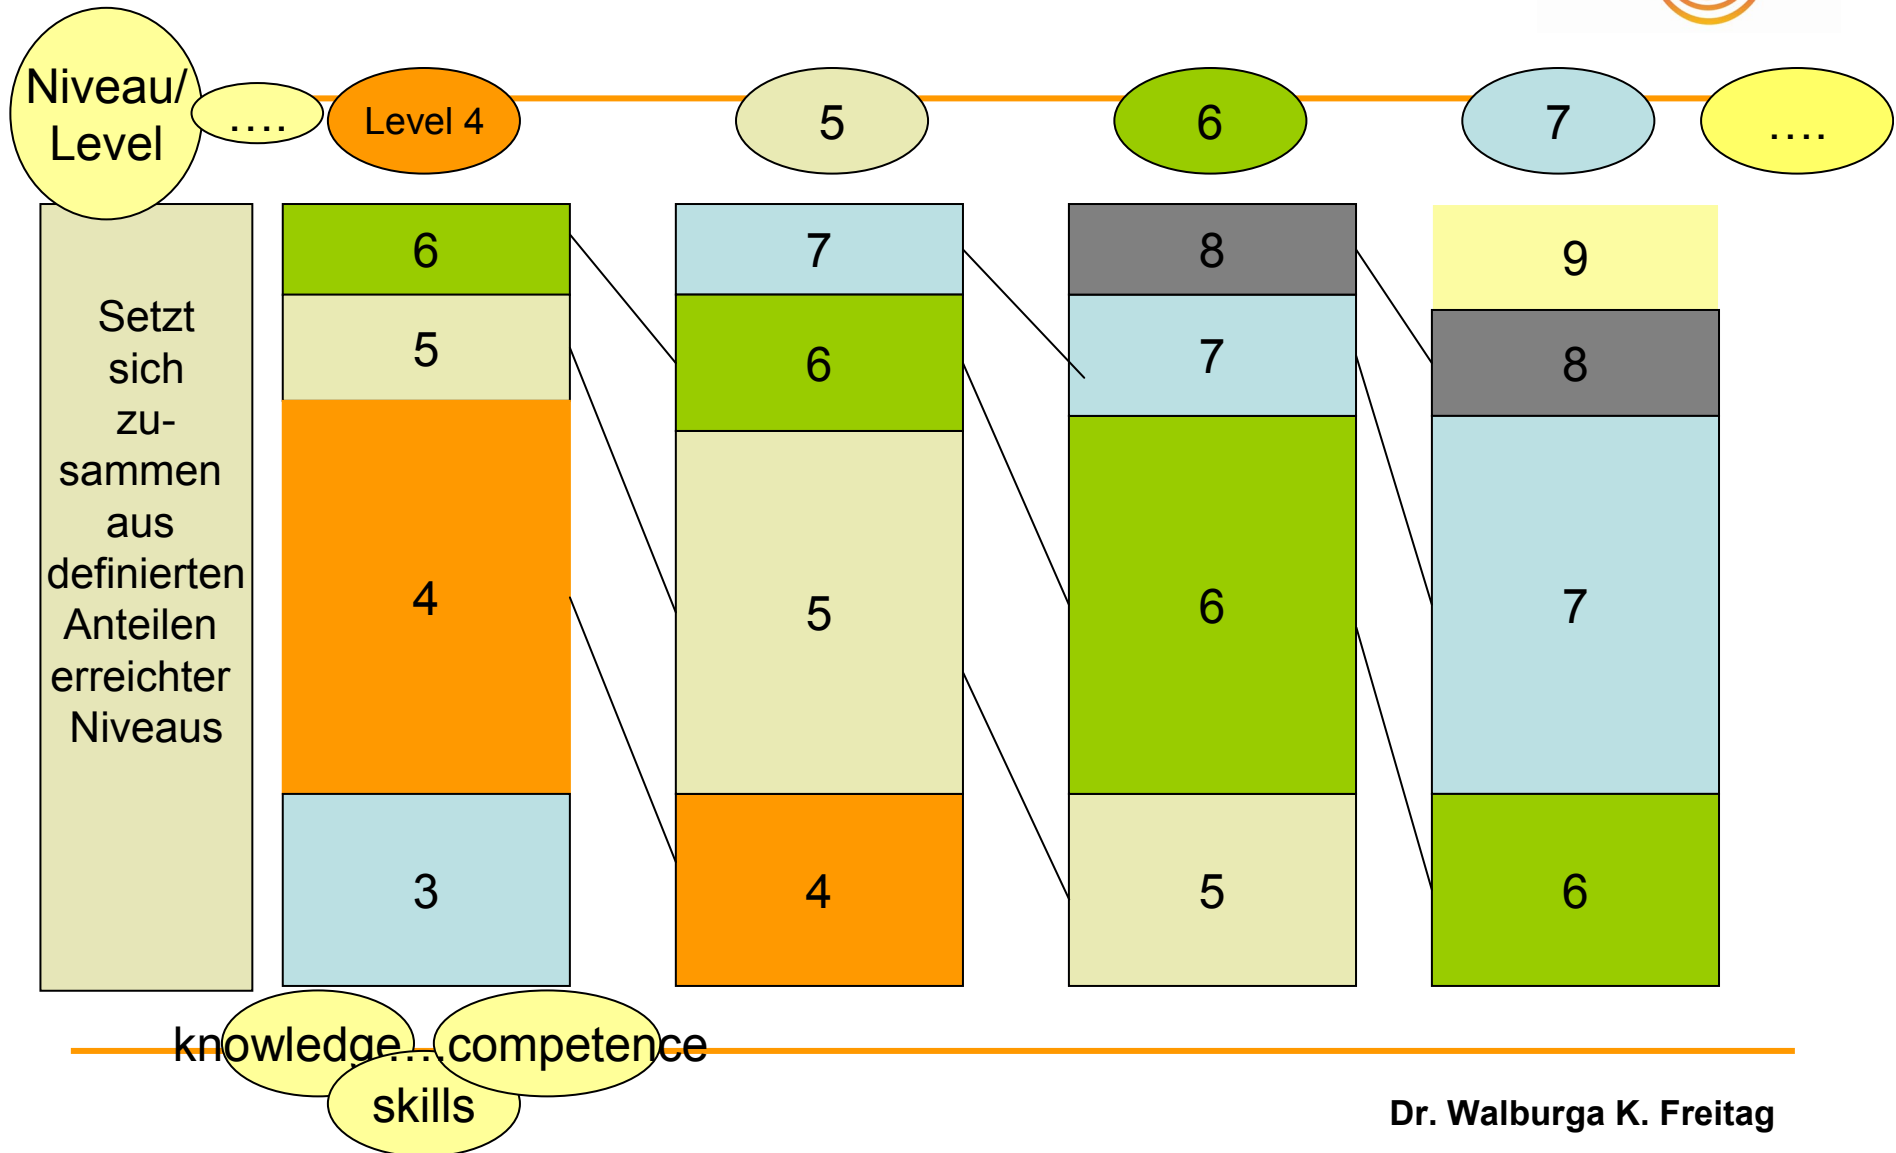 Niveau/
Level
....
Level 4
5
6
7
....
Setzt
sich
zu-
sammen
aus
definierten
Anteilen
erreichter
Niveaus
6
5
4
3
7
6
5
4
8
7
6
5
9
8
7
6
knowledge....competence
skills
Dr. Walburga K. Freitag